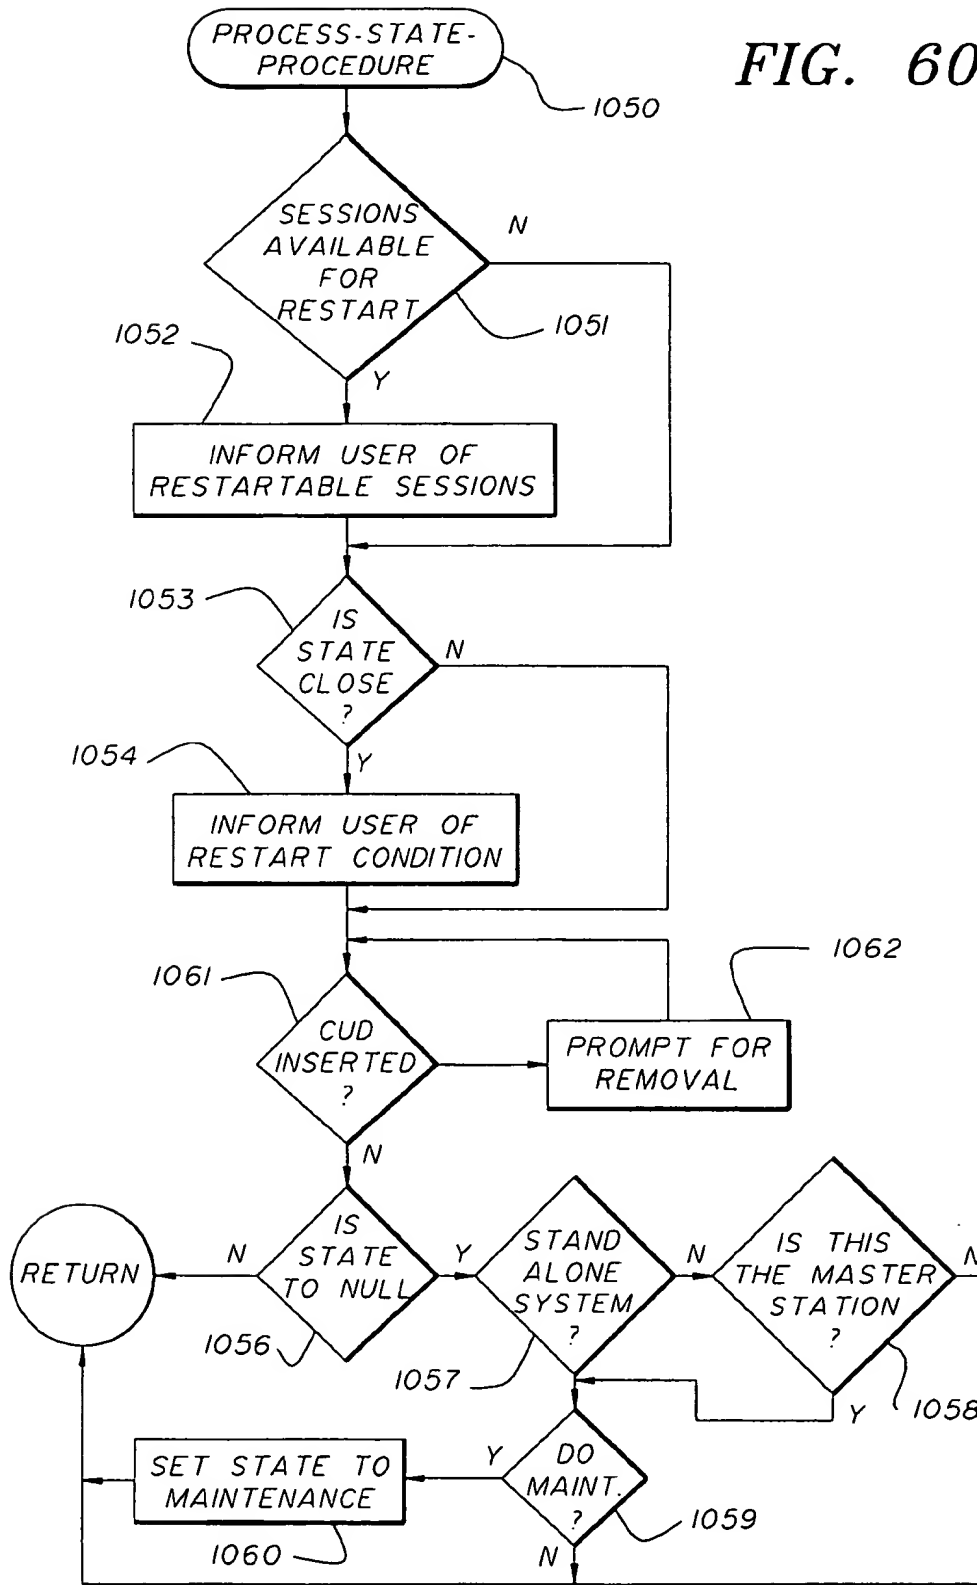 PROCESS-STATE-
PROCEDURE
FIG. 60
1050
SESSIONS
AVAILABLE
FOR
RESTART
N
1051
Y
1052
INFORM USER OF
RESTARTABLE SESSIONS
1053
IS
STATE
CLOSE
?
N
Y
1054
INFORM USER OF
RESTART CONDITION
1061
CUD
INSERTED
?
1062
PROMPT FOR
REMOVAL
N
RETURN
N
IS
STATE
TO NULL
Y
1056
STAND
ALONE
SYSTEM
?
N
1057
IS THIS
THE MASTER
STATION
?
N
Y
1058
DO
MAINT.
?
Y
1059
N
SET STATE TO
MAINTENANCE
1060